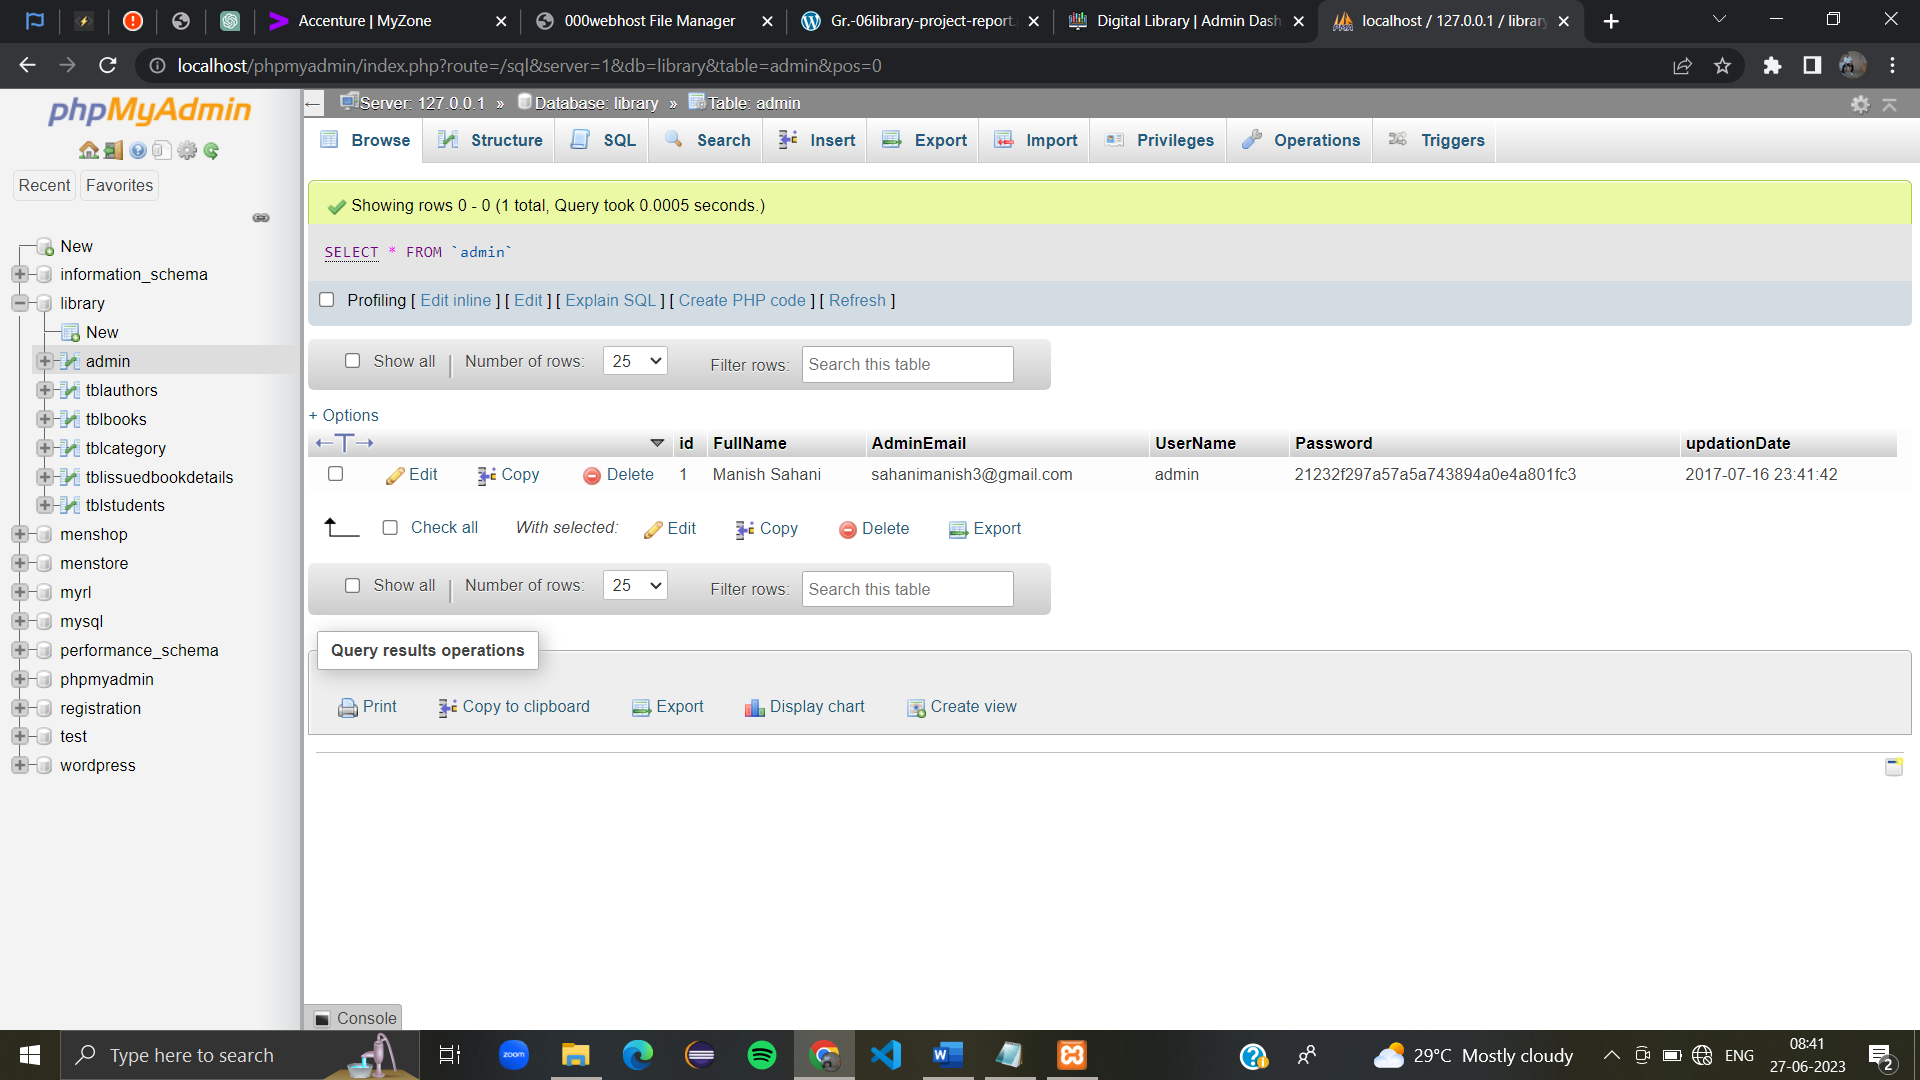 Accenture | MyZone
000webhost File Manager
Gr.-06library-project-report.
Digital Library | Admin Dash
localhost / 127.0.0.1 / library
localhost/phpmyadmin/index.php?route=/sql&server=1&db=library&table=admin&pos=0
phpMyAdmin
Recent Favorites
New
information_schema
library
New
admin
tblauthors
tblbooks
tblcategory
tblissuedbookdetails
tblstudents
menshop
menstore
myrl
mysql
performance_schema
phpmyadmin
registration
test
wordpress
Server: 127.0.0.1 » Database: library » Table: admin
Browse Structure SQL Search Insert Export Import Privileges Operations Triggers
Showing rows 0 - 0 (1 total, Query took 0.0005 seconds.)
SELECT * FROM `admin`
Profiling [ Edit inline ] [ Edit ] [ Explain SQL ] [ Create PHP code ] [ Refresh ]
Show all | Number of rows: 25 Filter rows: Search this table
+ Options
id FullName AdminEmail UserName Password updationDate
Edit Copy Delete 1 Manish Sahani sahanimanish3@gmail.com admin 21232f297a57a5a743894a0e4a801fc3 2017-07-16 23:41:42
Check all With selected: Edit Copy Delete Export
Show all | Number of rows: 25 Filter rows: Search this table
Query results operations
Print Copy to clipboard Export Display chart Create view
Console
Type here to search
zoom
29°C Mostly cloudy
ENG
08:41
27-06-2023
2